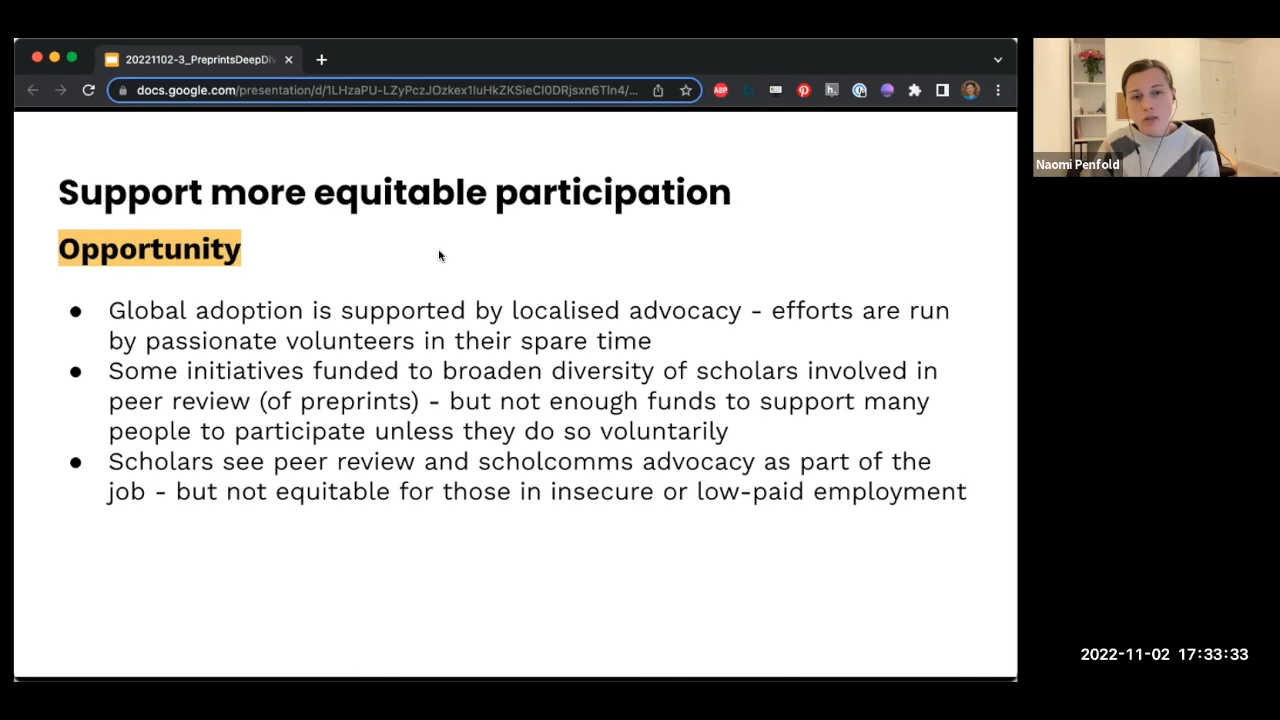 20221102-3_PreprintsDeepDiv
docs.google.com/presentation/d/1LHzaPU-LZyPczJOzkex1luHkZKSieCI0DRjsxn6Tln4/...
ABP
h.
Support more equitable participation
Opportunity
● Global adoption is supported by localised advocacy - efforts are run
by passionate volunteers in their spare time
● Some initiatives funded to broaden diversity of scholars involved in
peer review (of preprints) - but not enough funds to support many
people to participate unless they do so voluntarily
● Scholars see peer review and scholcomms advocacy as part of the
job - but not equitable for those in insecure or low-paid employment
Naomi Penfold
2022-11-02 17:33:33